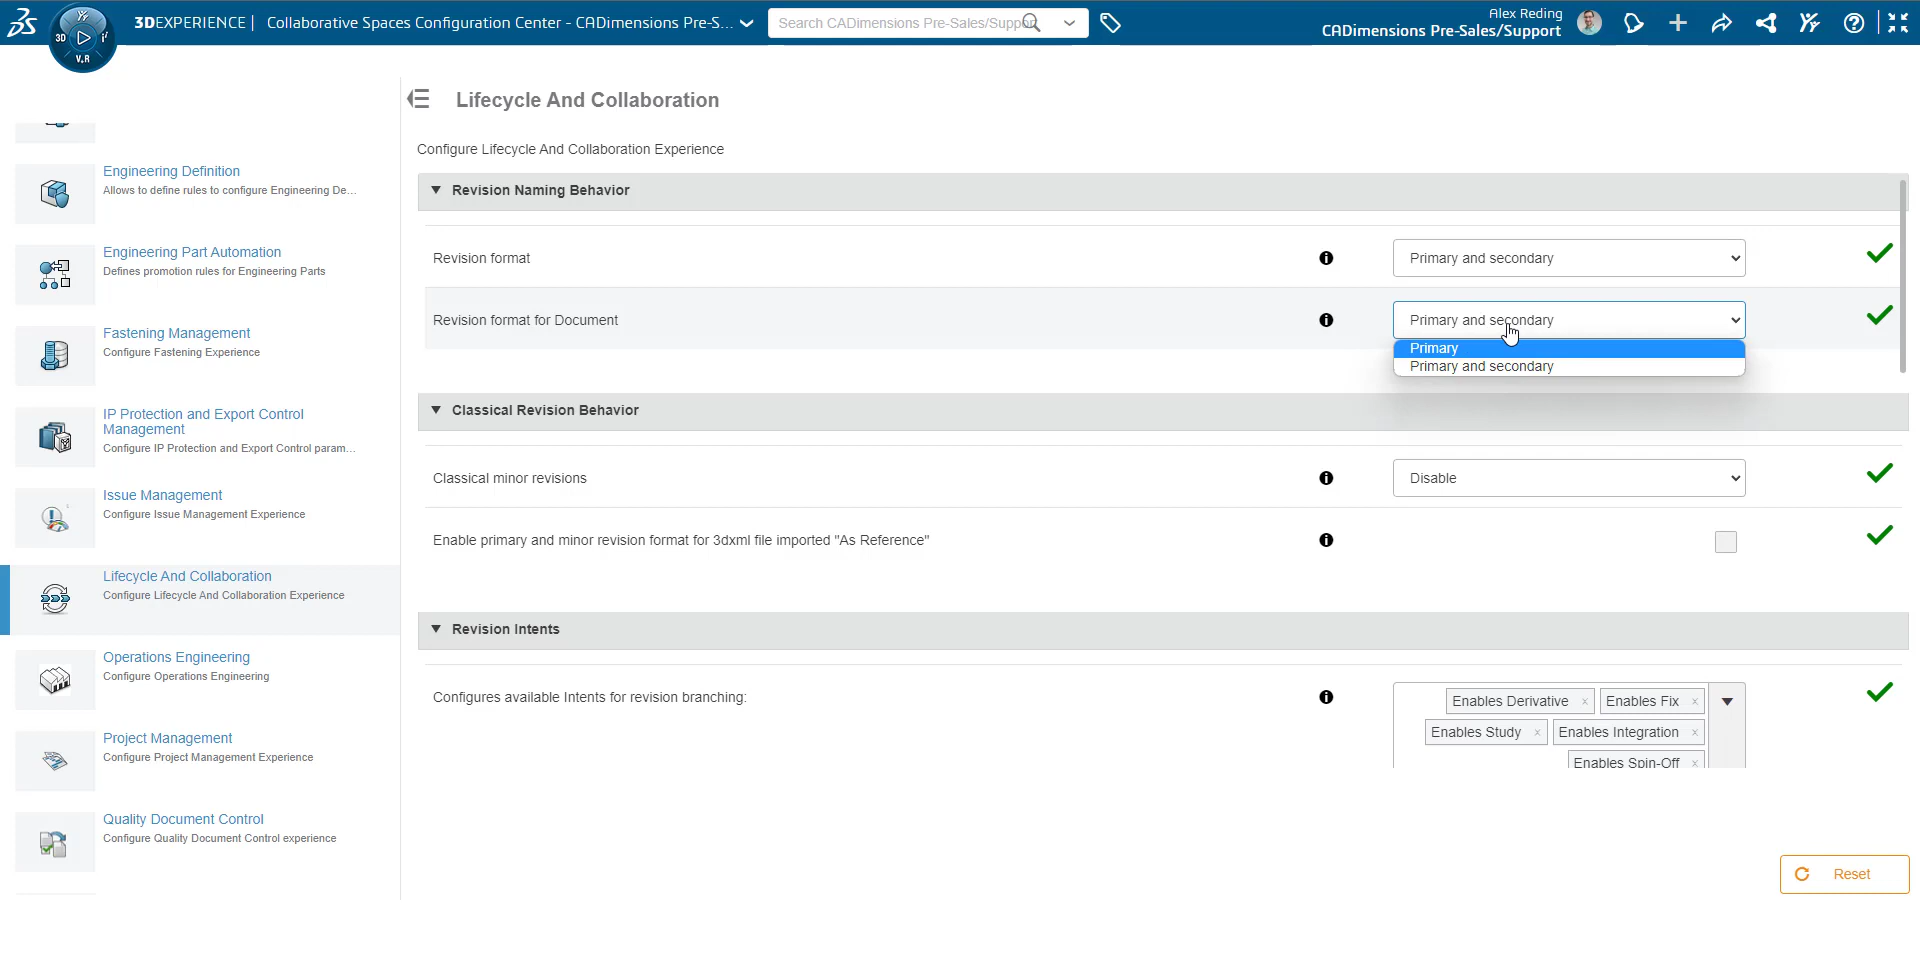 3DEXPERIENCE | Collaborative Spaces Configuration Center - CADimensions Pre-S...
Search CADimensions Pre-Sales/Support
Alex Reding
CADimensions Pre-Sales/Support
3D
V.R
Lifecycle And Collaboration
Configure Lifecycle And Collaboration Experience
Engineering Definition
Allows to define rules to configure Engineering De...
Engineering Part Automation
Defines promotion rules for Engineering Parts
Fastening Management
Configure Fastening Experience
IP Protection and Export Control
Management
Configure IP Protection and Export Control param...
Issue Management
Configure Issue Management Experience
Lifecycle And Collaboration
Configure Lifecycle And Collaboration Experience
Operations Engineering
Configure Operations Engineering
Project Management
Configure Project Management Experience
Quality Document Control
Configure Quality Document Control experience
Revision Naming Behavior
Revision format
Primary and secondary
Revision format for Document
Primary and secondary
Primary
Primary and secondary
Classical Revision Behavior
Classical minor revisions
Disable
Enable primary and minor revision format for 3dxml file imported "As Reference"
Revision Intents
Configures available Intents for revision branching:
Enables Derivative × Enables Fix ×
Enables Study × Enables Integration ×
Enables Spin-Off ×
Reset